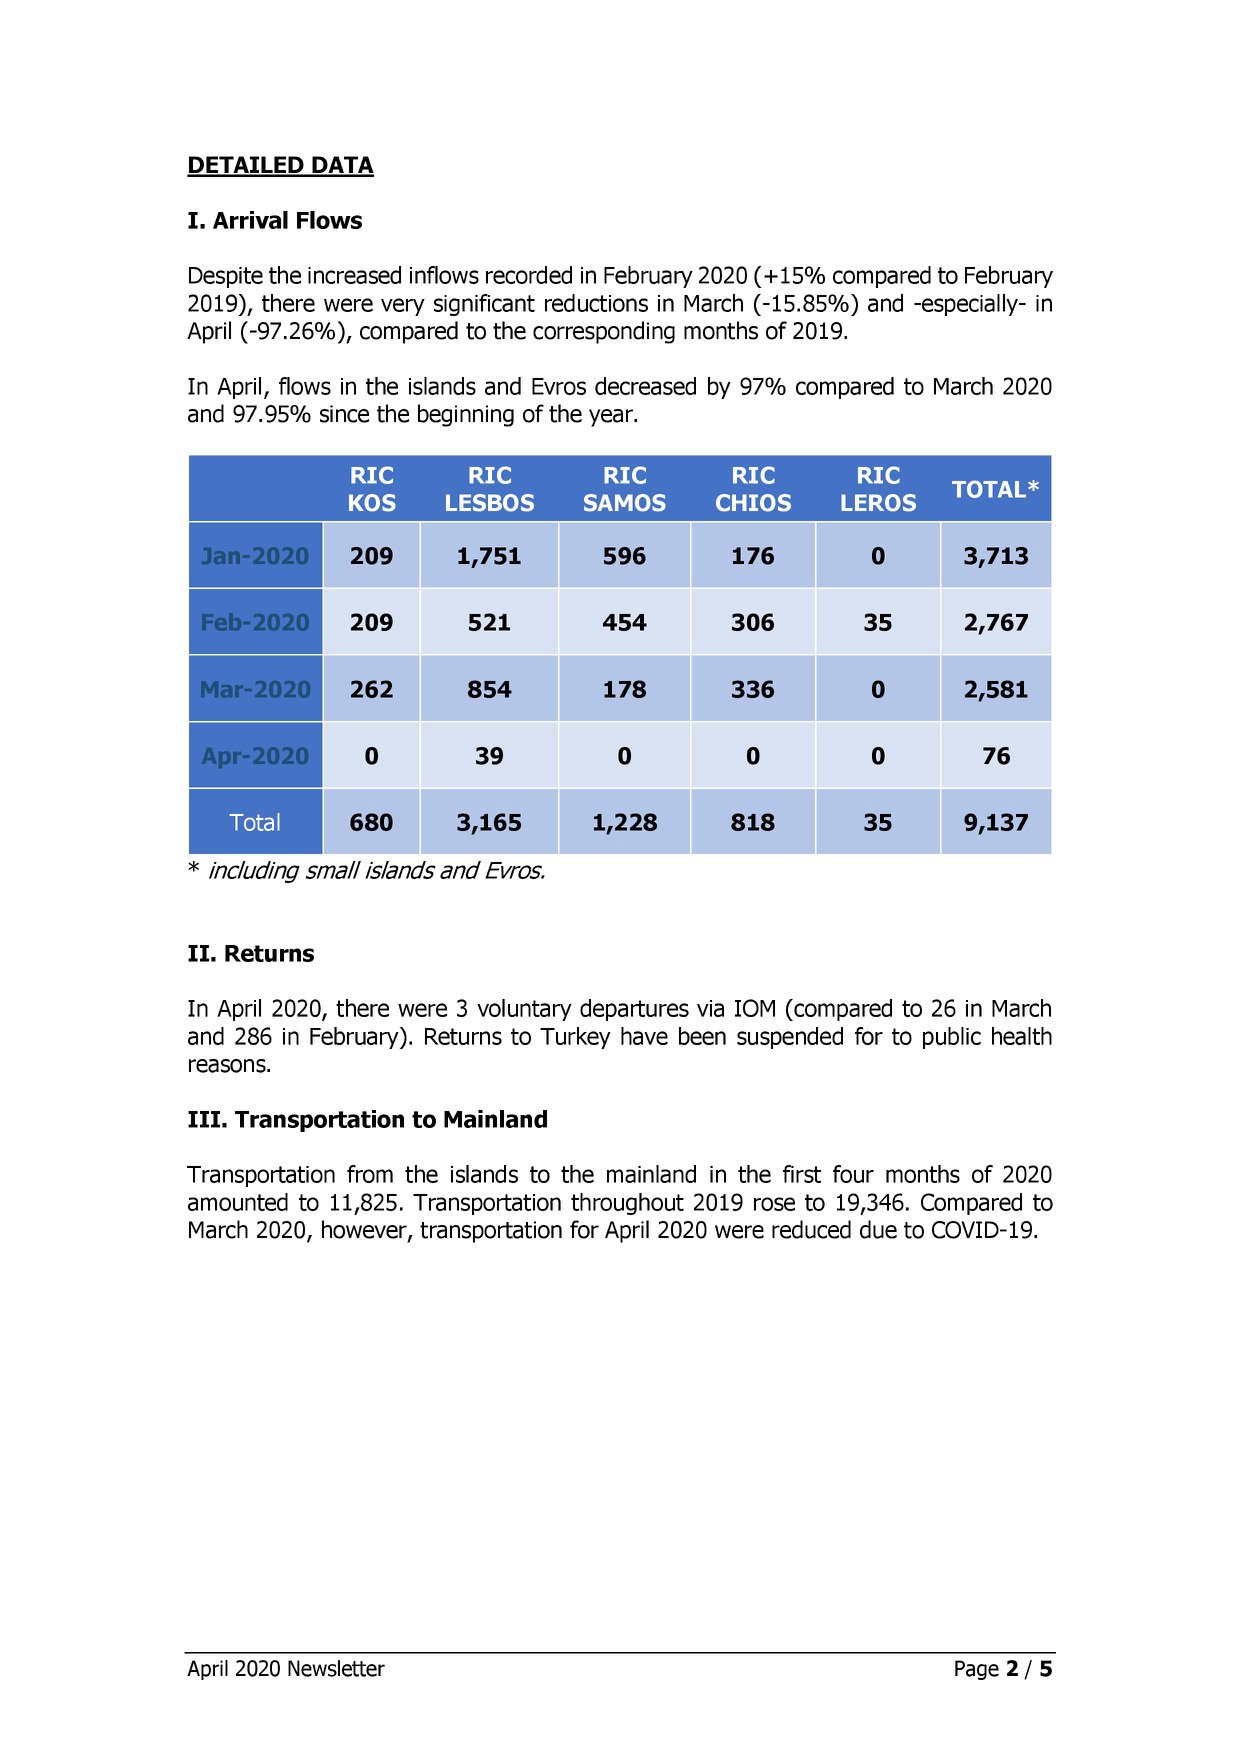 DETAILED DATA
I. Arrival Flows
Despite the increased inflows recorded in February 2020 (+15% compared to February
2019), there were very significant reductions in March (-15.85%) and -especially- in
April (-97.26%), compared to the corresponding months of 2019.
In April, flows in the islands and Evros decreased by 97% compared to March 2020
and 97.95% since the beginning of the year.
RIC KOS RIC LESBOS RIC SAMOS RIC CHIOS RIC LEROS TOTAL*
Jan-2020 209 1,751 596 176 0 3,713
Feb-2020 209 521 454 306 35 2,767
Mar-2020 262 854 178 336 0 2,581
Apr-2020 0 39 0 0 0 76
Total 680 3,165 1,228 818 35 9,137
* including small islands and Evros.
II. Returns
In April 2020, there were 3 voluntary departures via IOM (compared to 26 in March
and 286 in February). Returns to Turkey have been suspended for to public health
reasons.
III. Transportation to Mainland
Transportation from the islands to the mainland in the first four months of 2020
amounted to 11,825. Transportation throughout 2019 rose to 19,346. Compared to
March 2020, however, transportation for April 2020 were reduced due to COVID-19.
April 2020 Newsletter Page 2 / 5